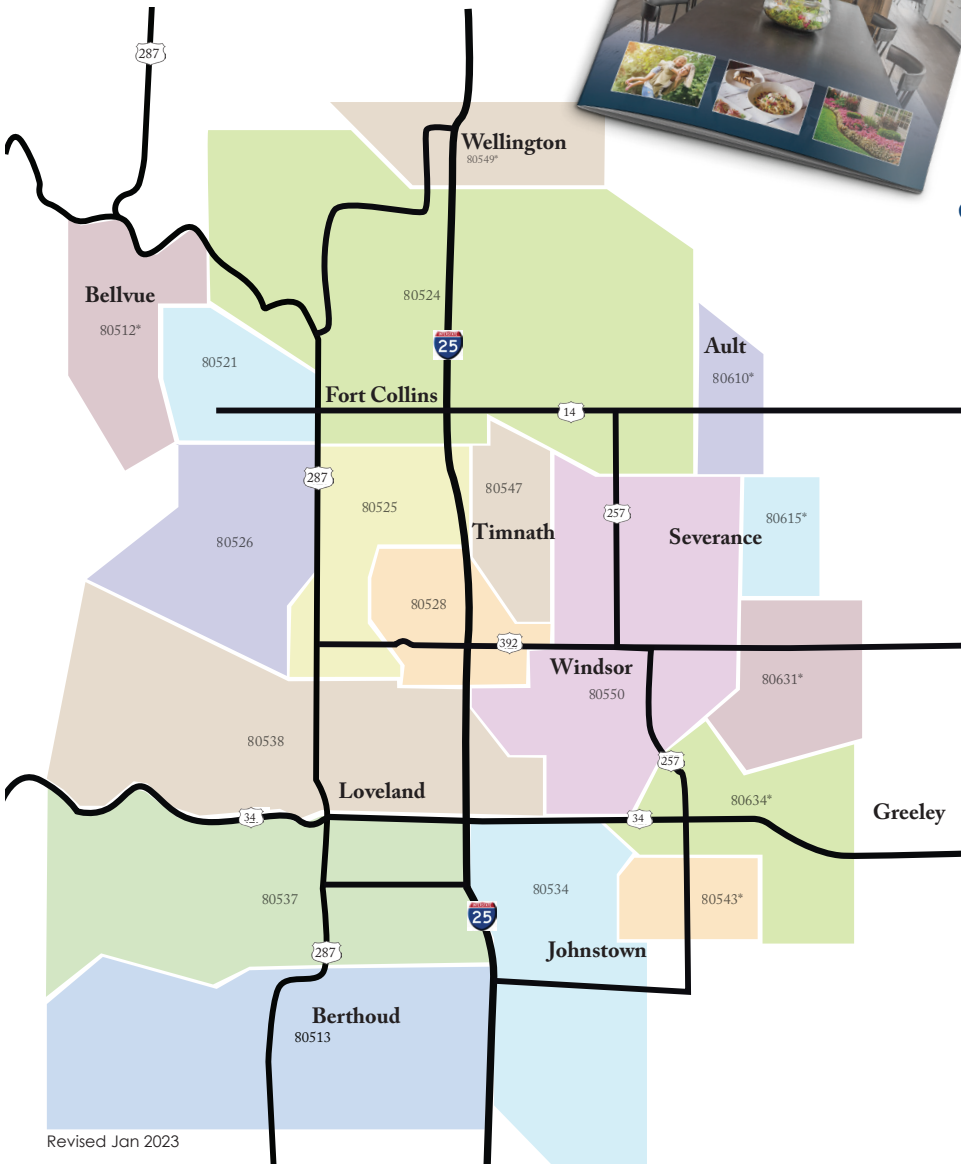 287
Wellington
80549*
Bellvue
80512*
80524
INTERSTATE
25
80521
Ault
80610*
Fort Collins
14
287
80525
80547
257
80615*
Timnath
Severance
80526
80528
392
Windsor
80550
80631*
80538
257
Loveland
80634*
34
34
Greeley
80537
80534
80543*
INTERSTATE
25
287
Johnstown
Berthoud
80513
Revised Jan 2023